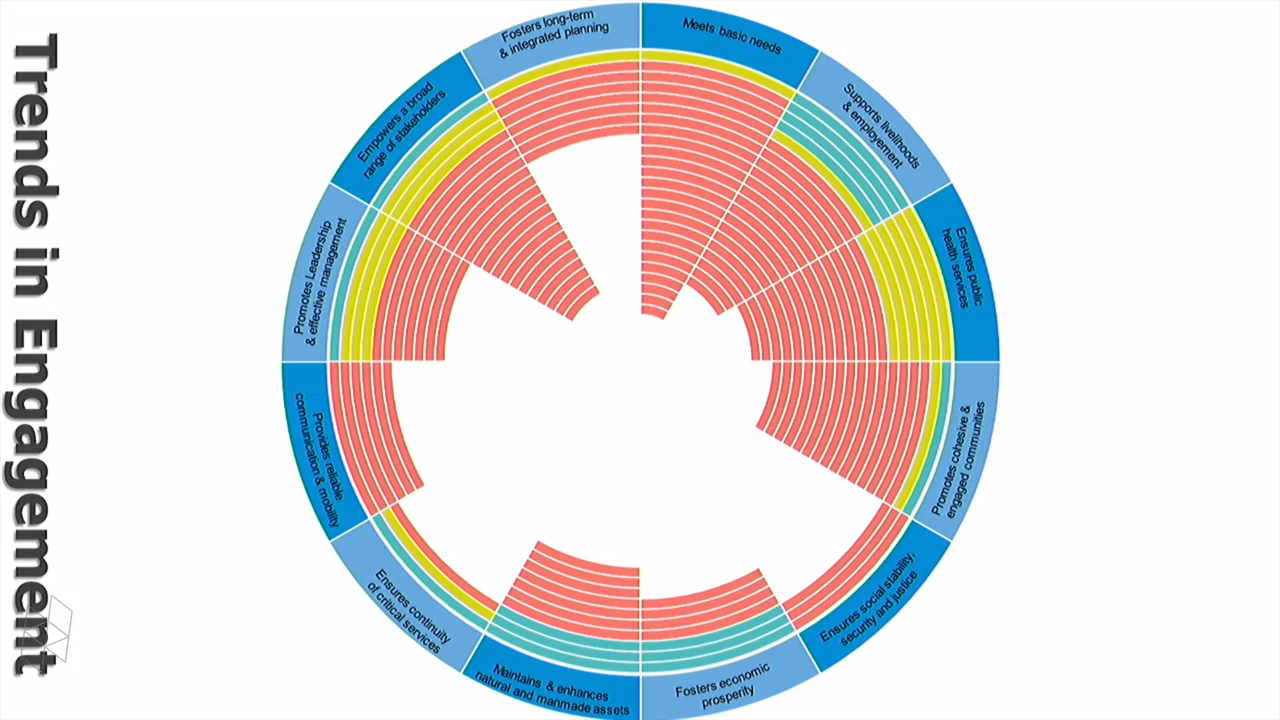 Trends in Engagement
Fosters long-term
& integrated planning
Meets basic needs
Supports livelihoods
& employement
Ensures public
health services
Promotes cohesive &
engaged communities
Ensures social stability,
security and justice
Fosters economic
prosperity
Maintains & enhances
natural and manmade assets
Ensures continuity
of critical services
Provides reliable
communication & mobility
Promotes Leadership
& effective management
Empowers a broad
range of stakeholders